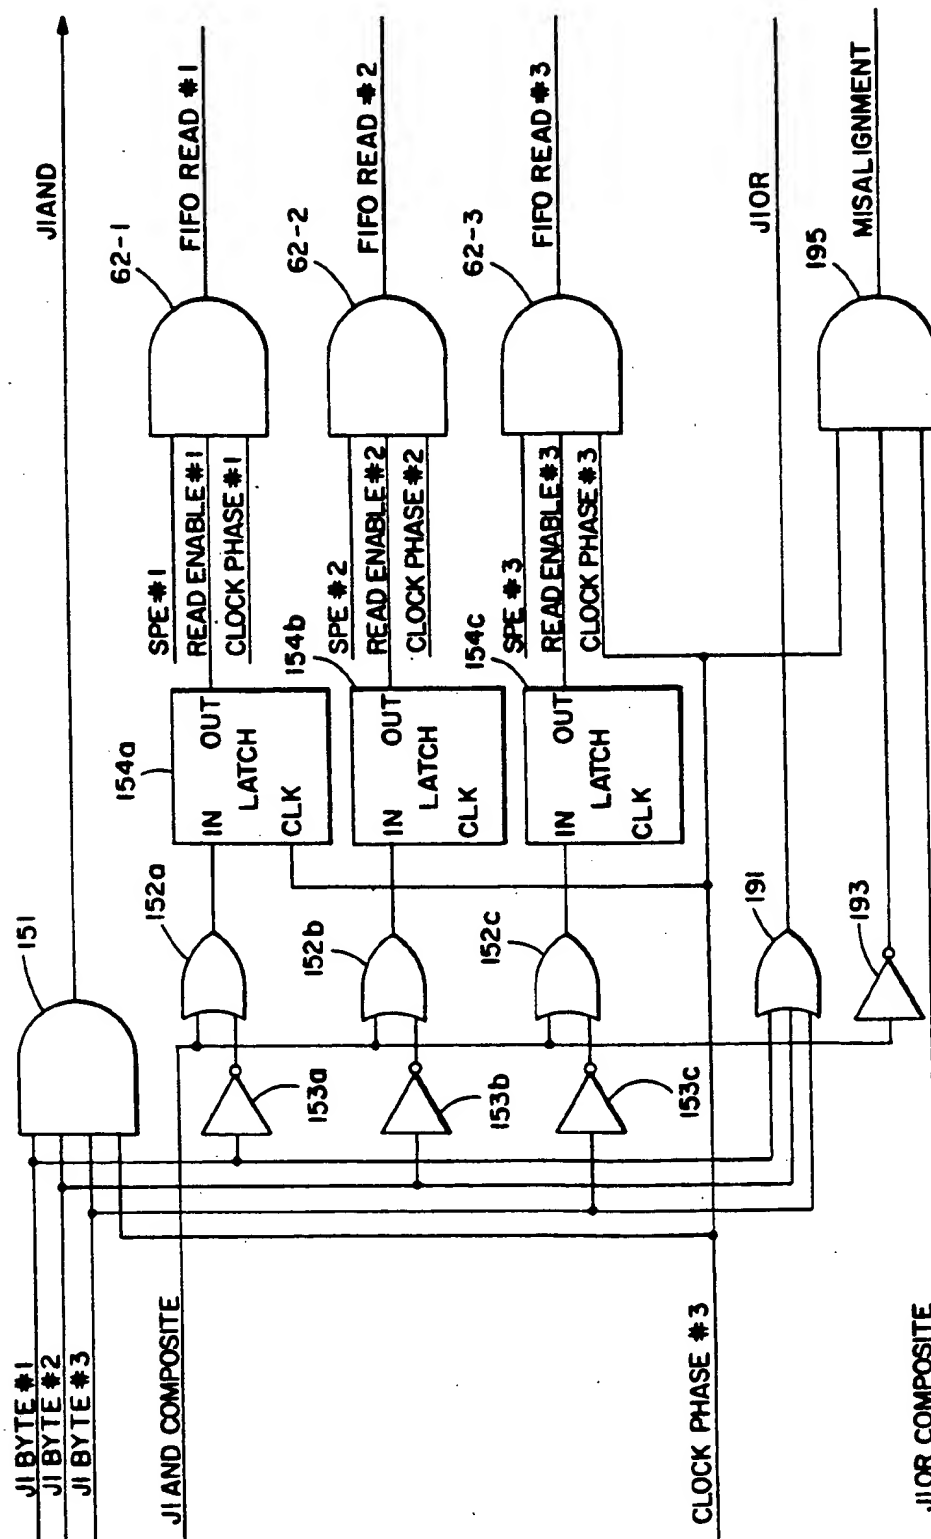 J1 BYTE #1
J1 BYTE #2
J1 BYTE #3
151
J1AND
J1AND COMPOSITE
153a
152a
154a
IN
OUT
LATCH
CLK
SPE #1
READ ENABLE #1
CLOCK PHASE #1
62-1
FIFO READ #1
153b
152b
154b
IN
OUT
LATCH
CLK
SPE #2
READ ENABLE #2
CLOCK PHASE #2
62-2
FIFO READ #2
153c
152c
154c
IN
OUT
LATCH
CLK
SPE #3
READ ENABLE #3
CLOCK PHASE #3
62-3
FIFO READ #3
CLOCK PHASE #3
191
J1OR
193
195
MISALIGNMENT
J1OR COMPOSITE